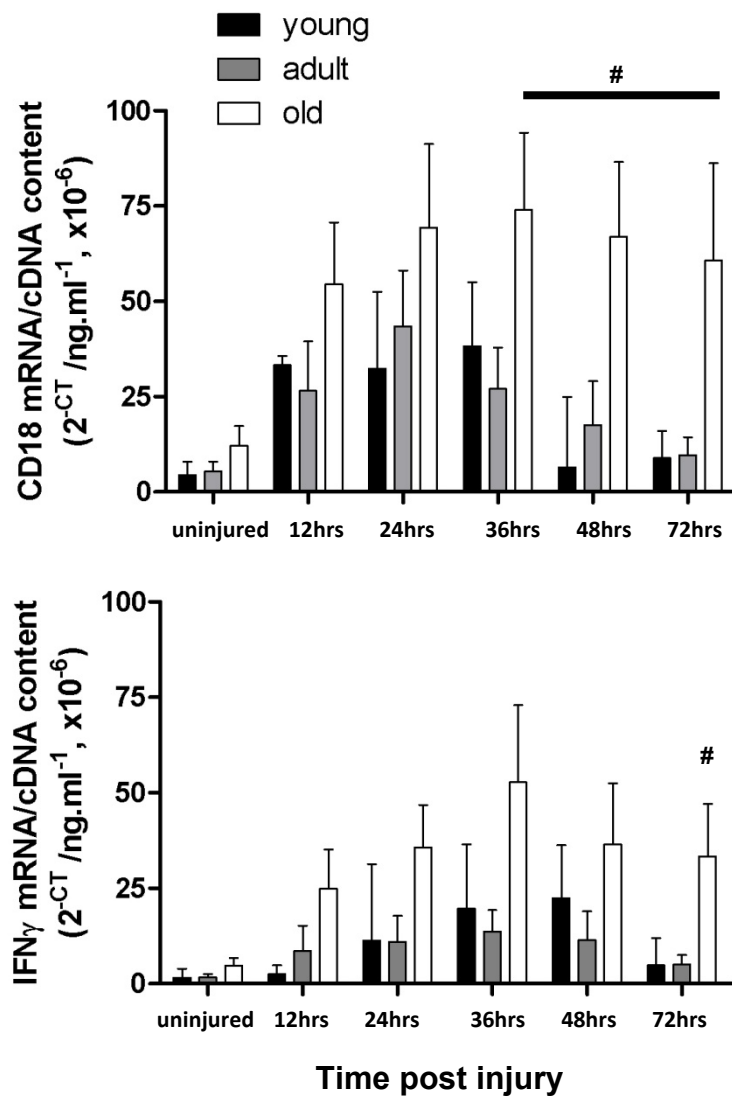 young
adult
old
#
CD18 mRNA/cDNA content
(2⁻ᶜᵀ /ng.ml⁻¹, x10⁻⁶)
100
75
50
25
0
uninjured 12hrs 24hrs 36hrs 48hrs 72hrs
IFNγ mRNA/cDNA content
(2⁻ᶜᵀ /ng.ml⁻¹, x10⁻⁶)
100
75
50
25
0
#
uninjured 12hrs 24hrs 36hrs 48hrs 72hrs
Time post injury